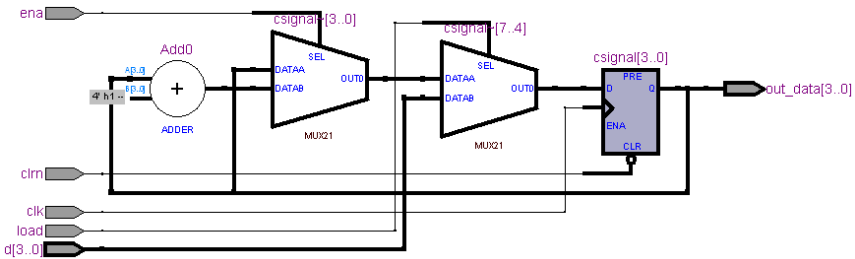 ena
csignal~[3..0]
csignal~[7..4]
Add0
SEL
SEL
csignal[3..0]
A[3..0]
DATAA
OUT0
DATAA
PRE
+
D
Q
4' h1 --
B[3..0]
DATAB
DATAB
OUT0
out_data[3..0]
ENA
ADDER
MUX21
MUX21
CLR
clrn
clk
load
d[3..0]